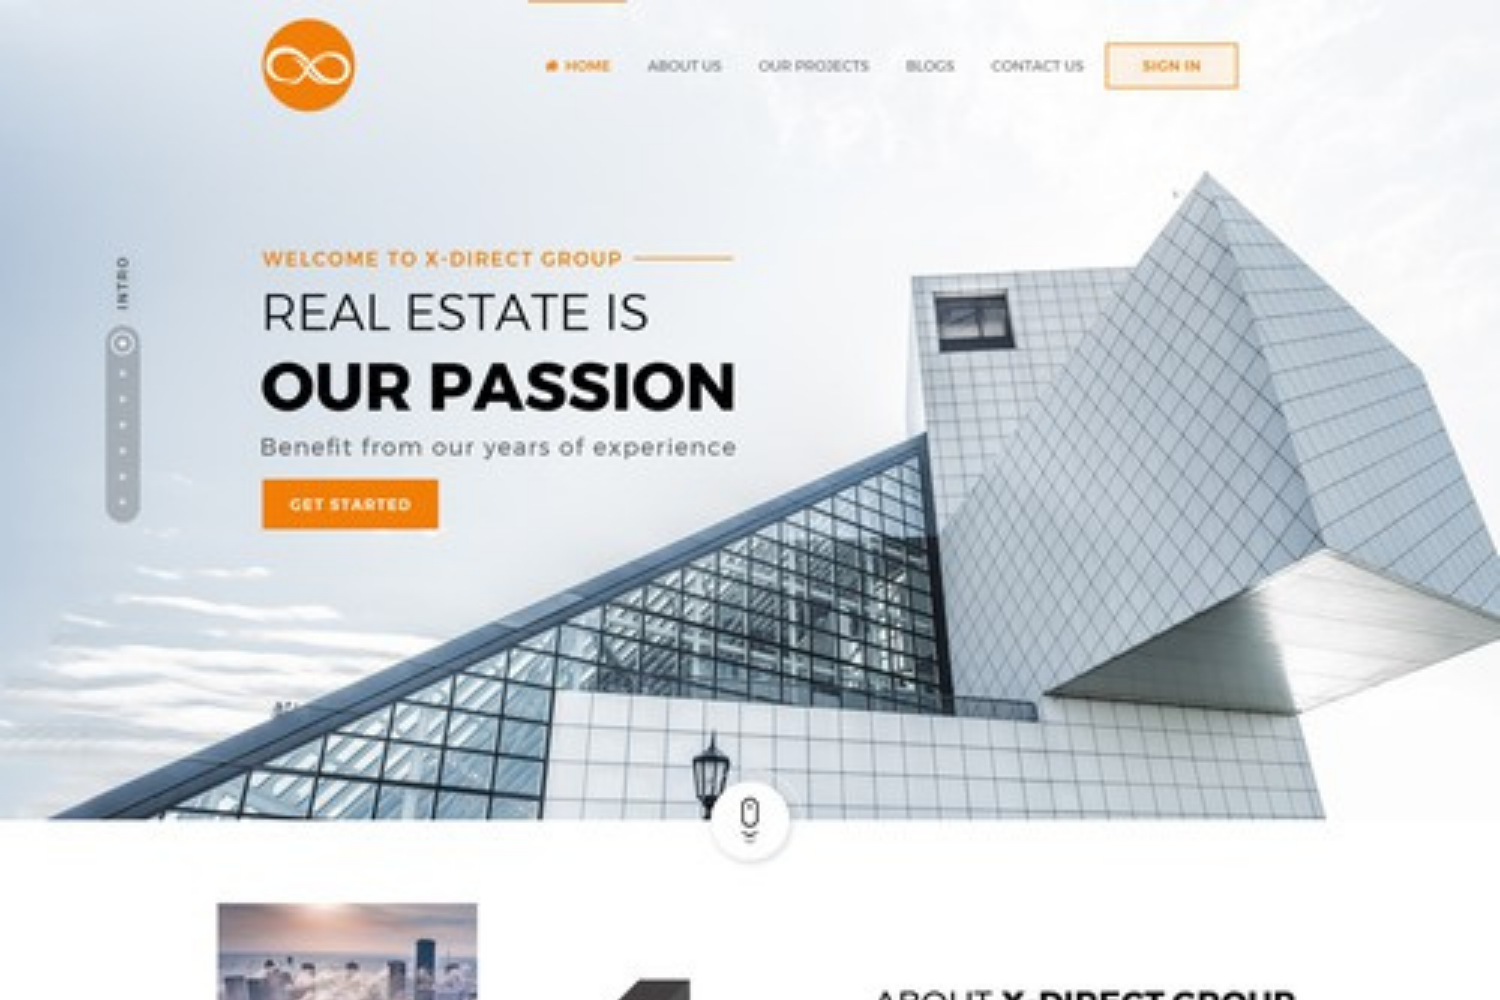 HOME ABOUT US OUR PROJECTS BLOGS CONTACT US SIGN IN
INTRO
WELCOME TO X-DIRECT GROUP
REAL ESTATE IS
OUR PASSION
Benefit from our years of experience
GET STARTED
ABOUT X-DIRECT GROUP